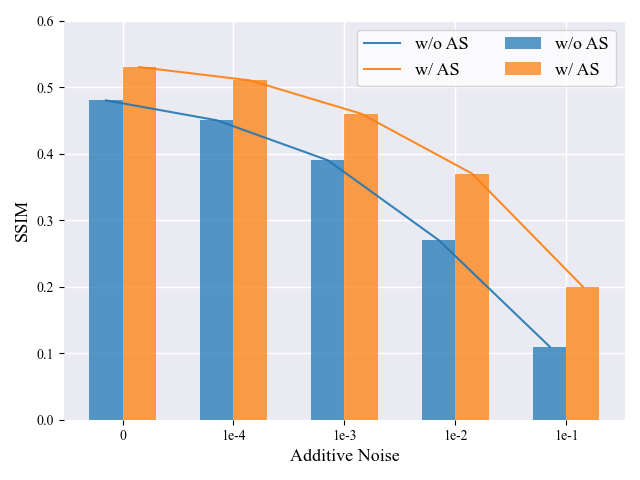 w/o AS
w/ AS
w/o AS
w/ AS
0.6
0.5
0.4
0.3
0.2
0.1
0.0
SSIM
0 1e-4 1e-3 1e-2 1e-1
Additive Noise